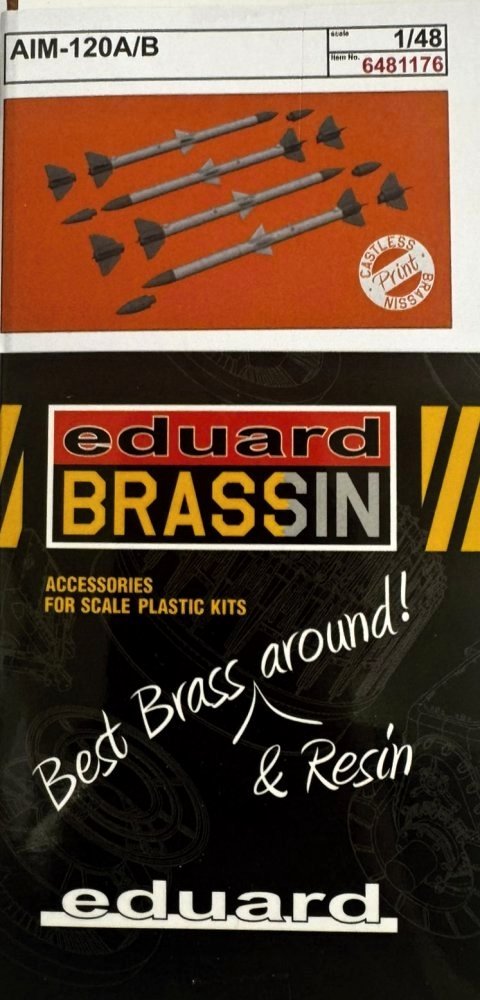 AIM-120A/B
scale 1/48
Item No. 6481176
CASTLESS
Print
BRASSIN
eduard
BRASSIN
ACCESSORIES
FOR SCALE PLASTIC KITS
Best Brass around!
& Resin
eduard